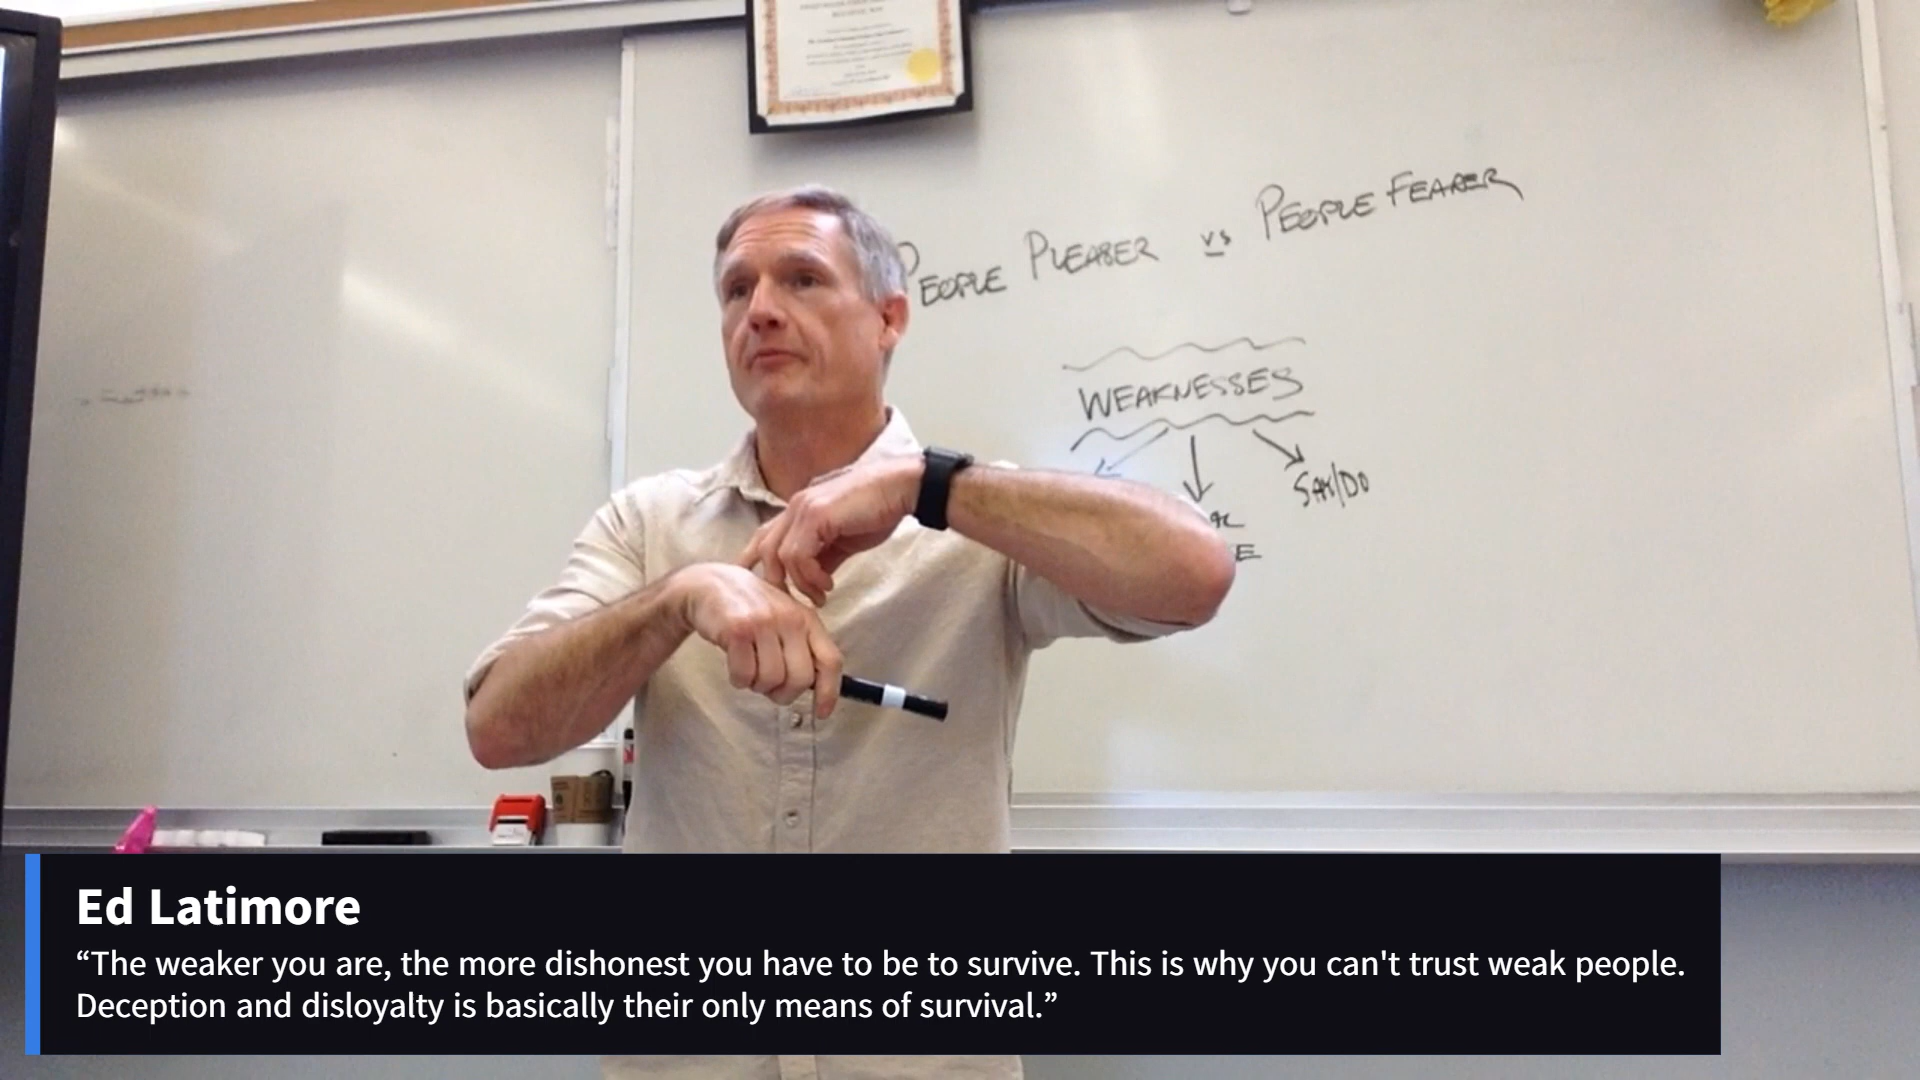 PEOPLE PLEASER vs PEOPLE FEARER
WEAKNESSES
SAY/DO
Ed Latimore
“The weaker you are, the more dishonest you have to be to survive. This is why you can't trust weak people.
Deception and disloyalty is basically their only means of survival.”